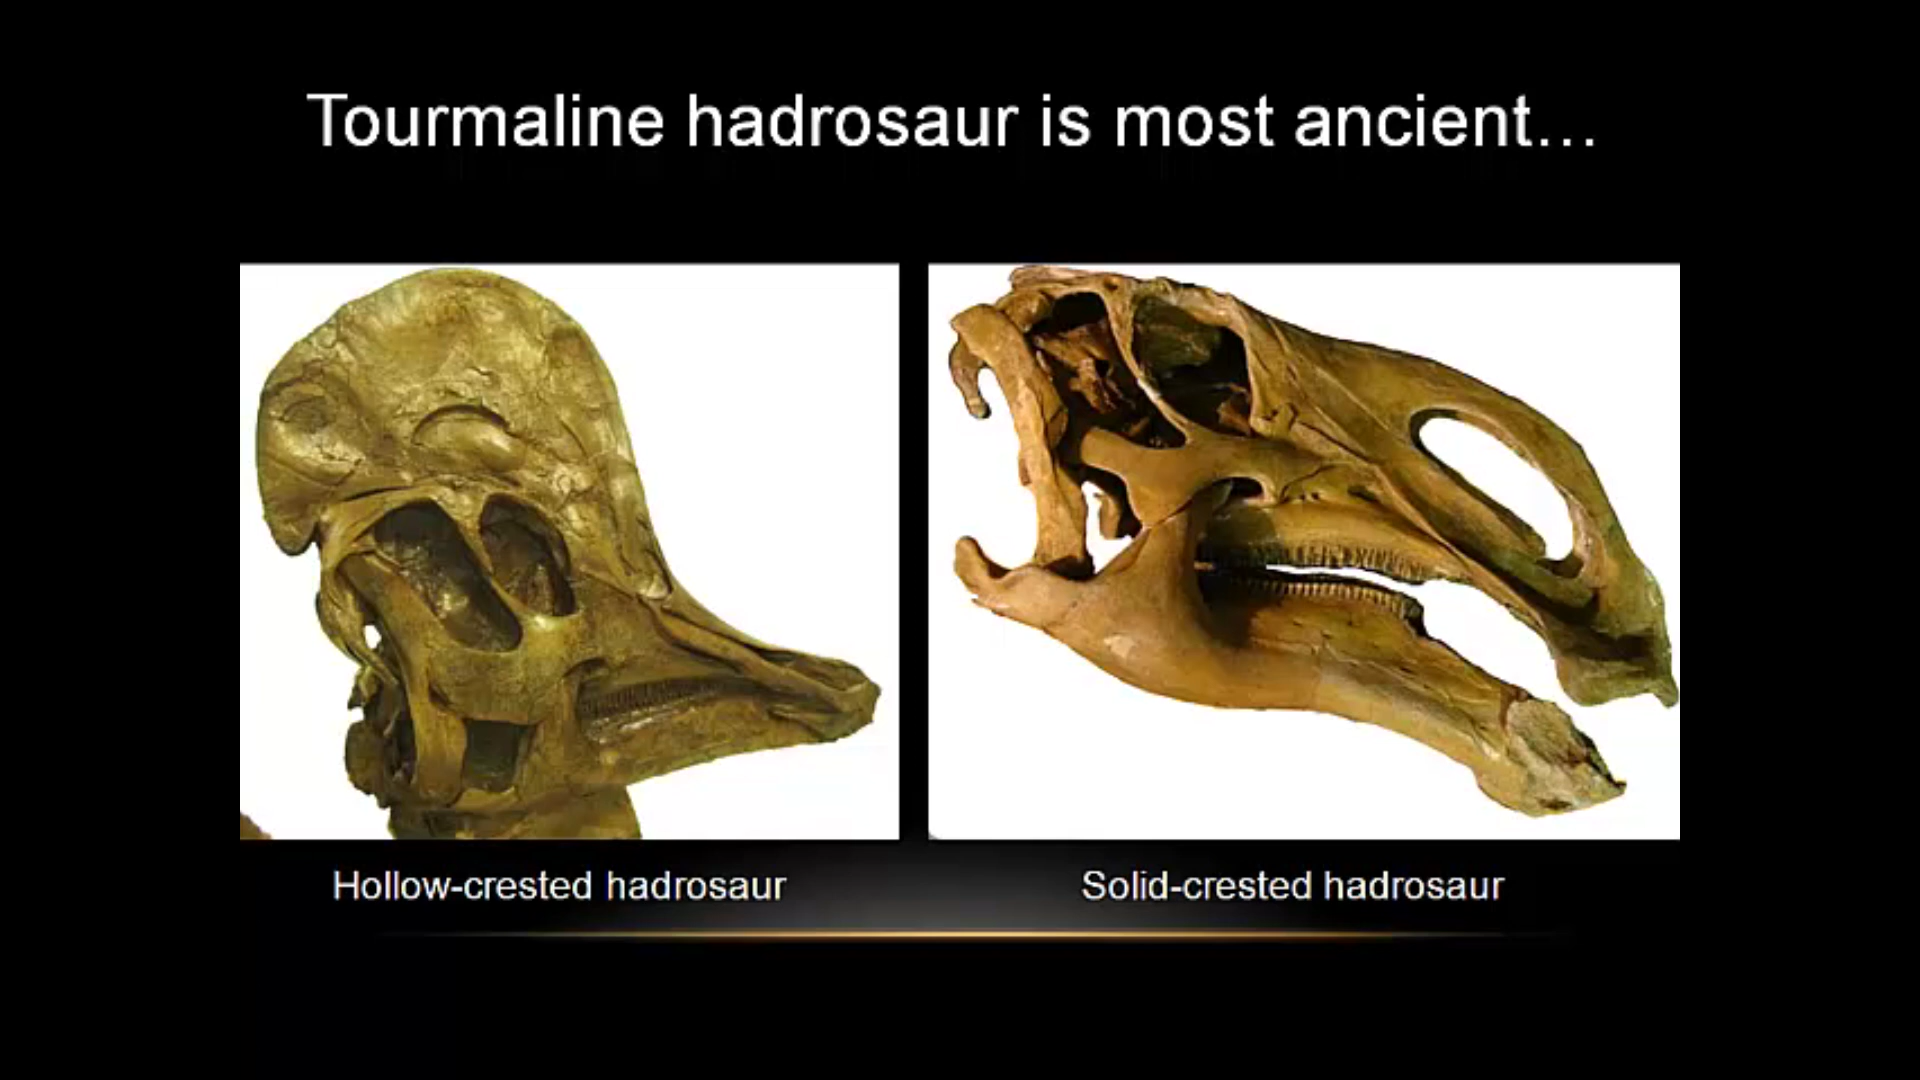 Tourmaline hadrosaur is most ancient…
Hollow-crested hadrosaur
Solid-crested hadrosaur